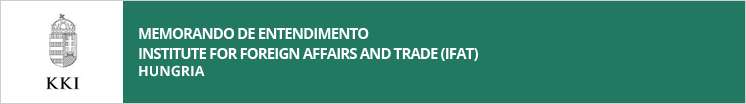 KKI
MEMORANDO DE ENTENDIMENTO
INSTITUTE FOR FOREIGN AFFAIRS AND TRADE (IFAT)
HUNGRIA